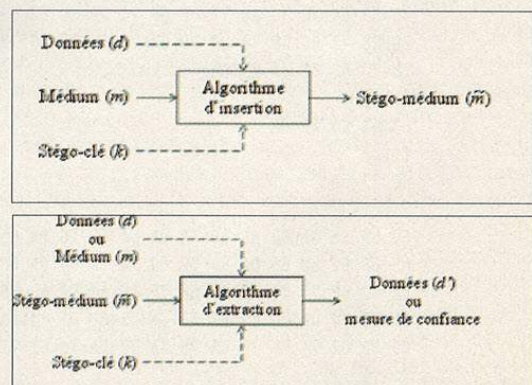 Données (d)
Médium (m)
Stégo-clé (k)
Algorithme
d'insertion
Stégo-médium (m̃)
Données (d)
ou
Médium (m)
Stégo-médium (m̃)
Stégo-clé (k)
Algorithme
d'extraction
Données (d')
ou
mesure de confiance